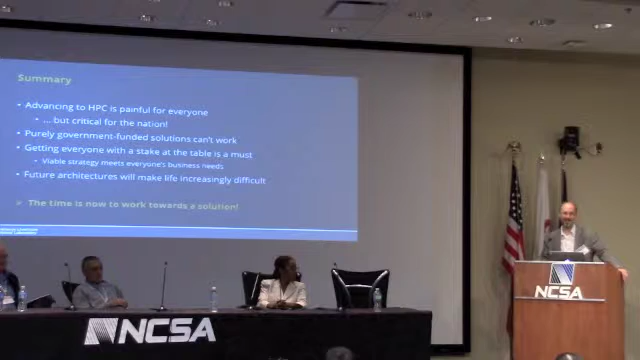 Summary
• Advancing to HPC is painful for everyone
• ... but critical for the nation!
• Purely government-funded solutions can't work
• Getting everyone with a stake at the table is a must
• Viable strategy meets everyone's business needs
• Future architectures will make life increasingly difficult
➢ The time is now to work towards a solution!
NCSA
NCSA